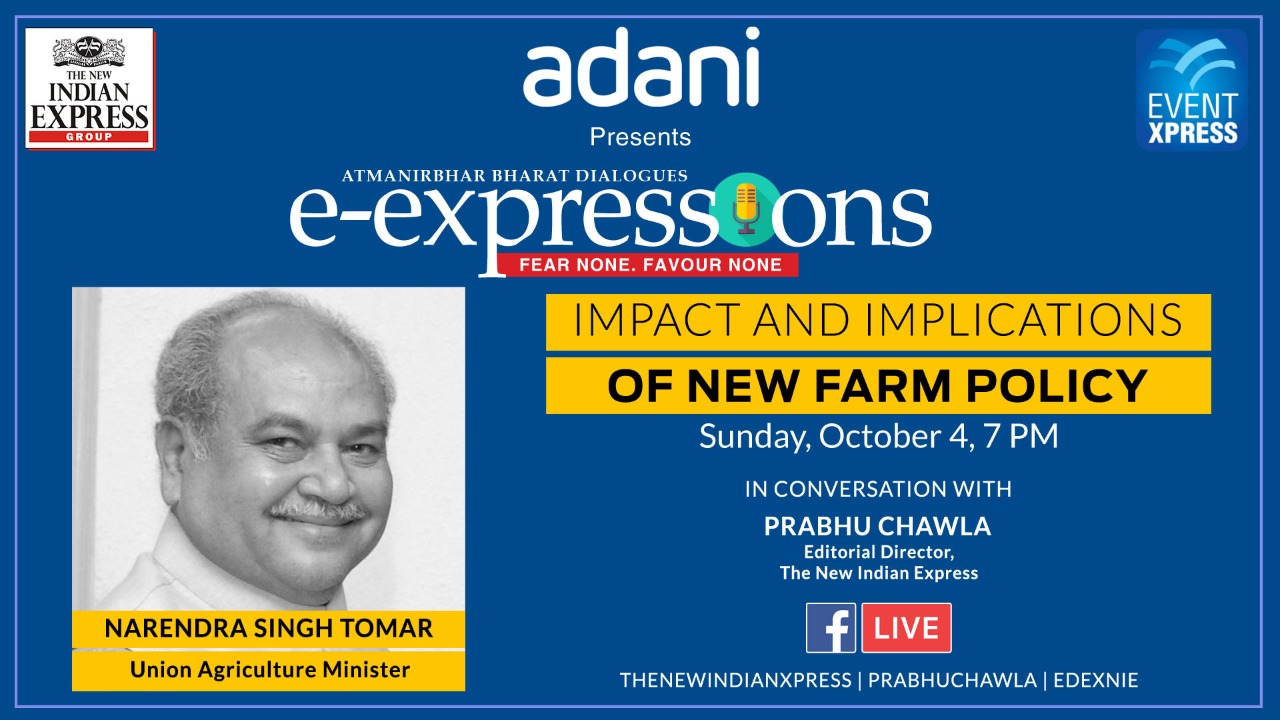 THE NEW
INDIAN
EXPRESS
GROUP
adani
Presents
EVENT
XPRESS
ATMANIRBHAR BHARAT DIALOGUES
e-expressions
FEAR NONE. FAVOUR NONE
IMPACT AND IMPLICATIONS
OF NEW FARM POLICY
Sunday, October 4, 7 PM
IN CONVERSATION WITH
PRABHU CHAWLA
Editorial Director,
The New Indian Express
f LIVE
THENEWINDIANXPRESS | PRABHUCHAWLA | EDEXNIE
NARENDRA SINGH TOMAR
Union Agriculture Minister